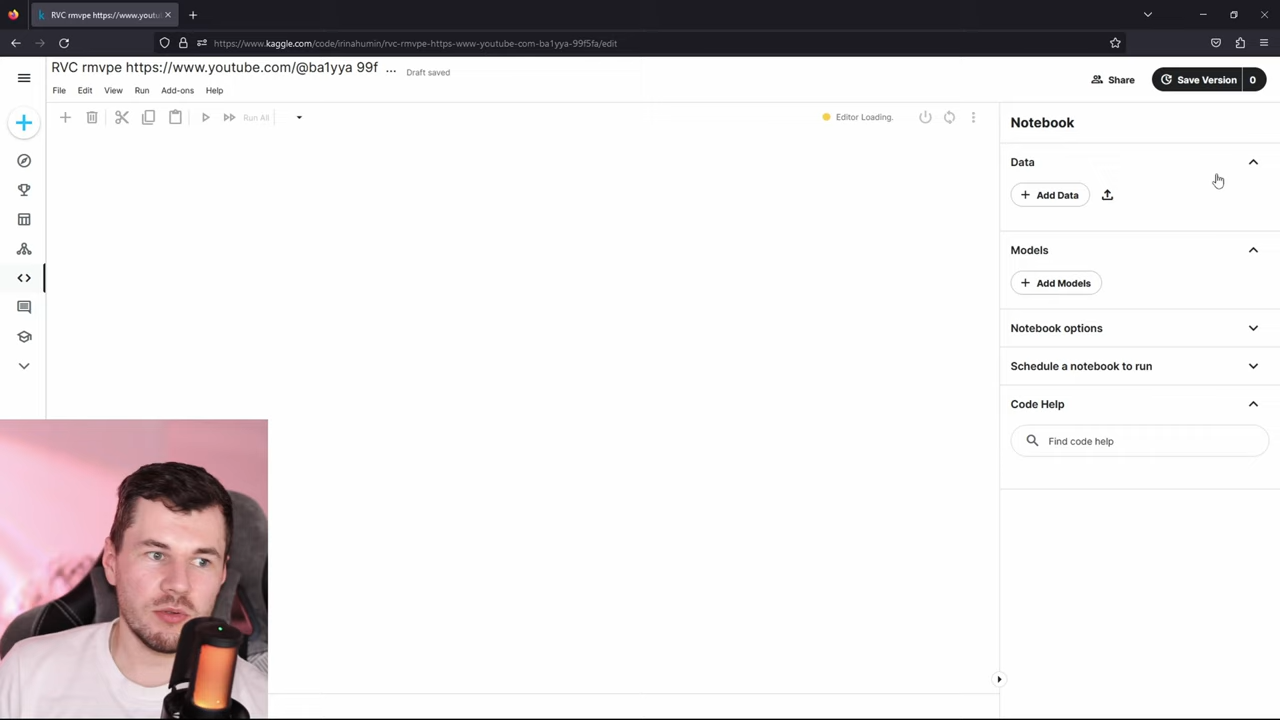 RVC rmvpe https://www.youtu
https://www.kaggle.com/code/irinahumin/rvc-rmvpe-https-www-youtube-com-ba1yya-99f5fa/edit
RVC rmvpe https://www.youtube.com/@ba1yya 99f ...
Draft saved
Share
Save Version 0
File Edit View Run Add-ons Help
Run All
Editor Loading.
Notebook
Data
Add Data
Models
Add Models
Notebook options
Schedule a notebook to run
Code Help
Find code help